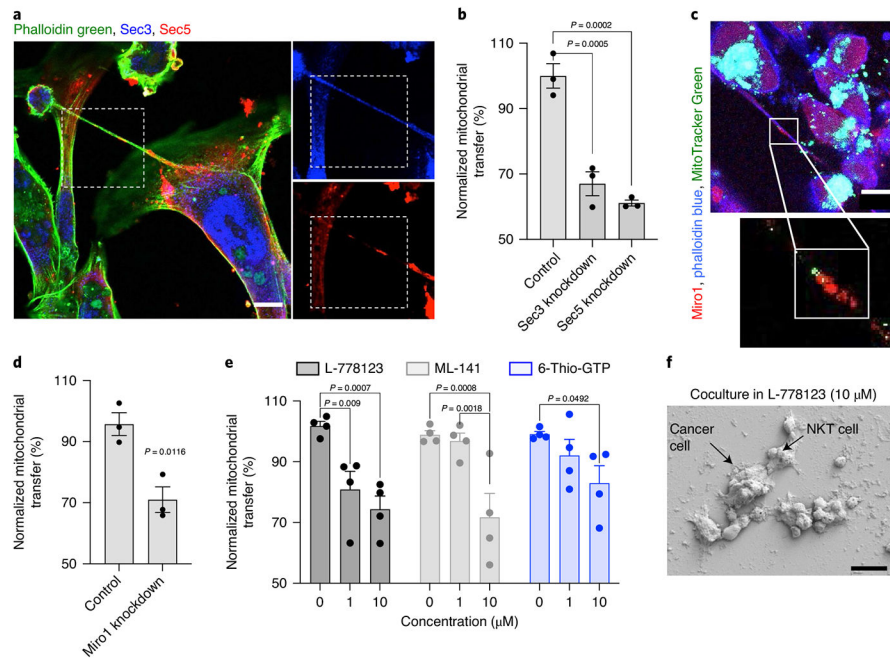 a
Phalloidin green, Sec3, Sec5
b
P = 0.0002
P = 0.0005
110
90
70
50
Normalized mitochondrial
transfer (%)
Control
Sec3 knockdown
Sec5 knockdown
c
Miro1, phalloidin blue, MitoTracker Green
d
110
90
70
50
Normalized mitochondrial
transfer (%)
P = 0.0116
Control
Miro1 knockdown
e
L-778123
ML-141
6-Thio-GTP
P = 0.0007
P = 0.009
P = 0.0008
P = 0.0018
P = 0.0492
110
90
70
50
Normalized mitochondrial
transfer (%)
0 1 10 0 1 10 0 1 10
Concentration (μM)
f
Coculture in L-778123 (10 μM)
Cancer
cell
NKT cell